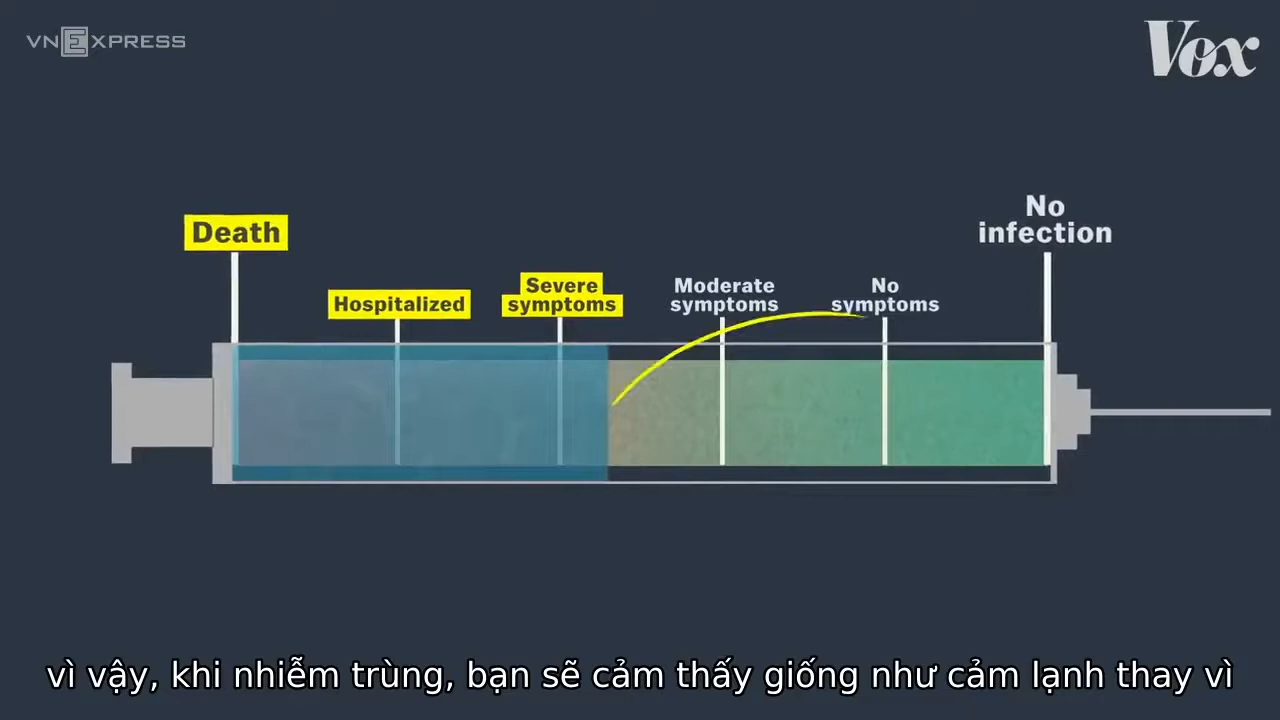 VNEXPRESS
Vox
Death
Hospitalized
Severe
symptoms
Moderate
symptoms
No
symptoms
No
infection
vì vậy, khi nhiễm trùng, bạn sẽ cảm thấy giống như cảm lạnh thay vì